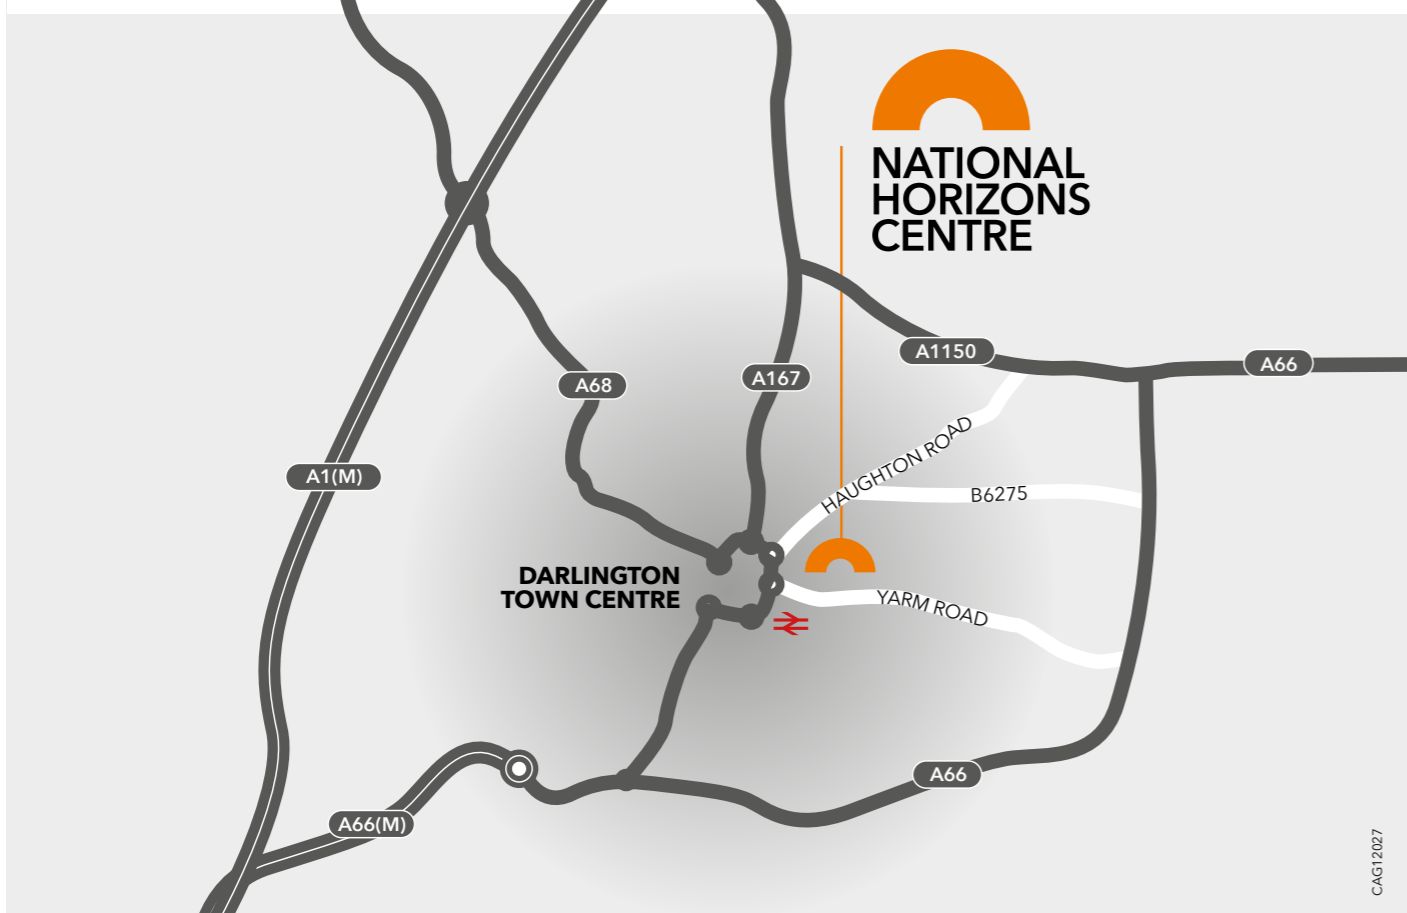 NATIONAL
HORIZONS
CENTRE
A1150
A66
A68
A167
HAUGHTON ROAD
A1(M)
B6275
DARLINGTON
TOWN CENTRE
YARM ROAD
A66
A66(M)
CAG12027